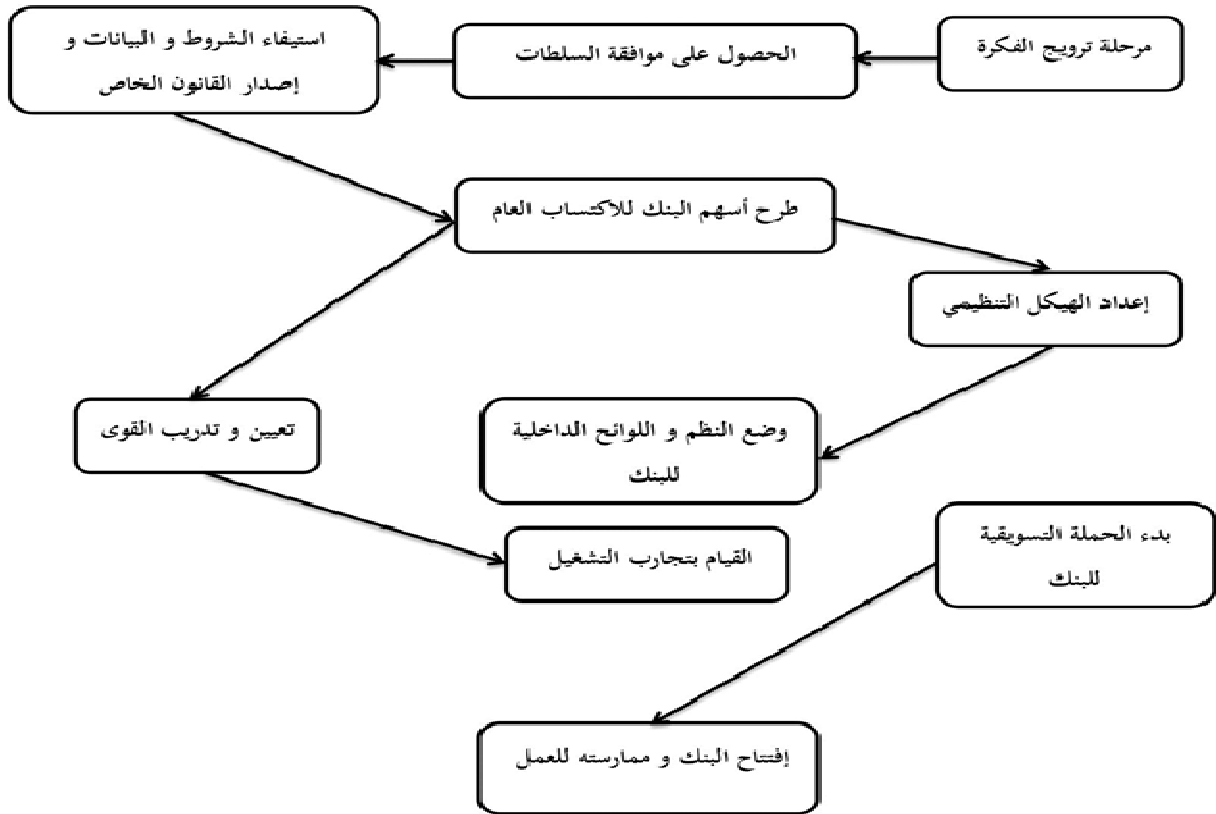 مرحلة ترويج الفكرة
الحصول على موافقة السلطات
استيفاء الشروط و البيانات و
إصدار القانون الخاص
طرح أسهم البنك للاكتساب العام
إعداد الهيكل التنظيمي
تعيين و تدريب القوى
وضع النظم و اللوائح الداخلية
للبنك
بدء الحملة التسويقية
للبنك
القيام بتجارب التشغيل
إفتتاح البنك و ممارسته للعمل